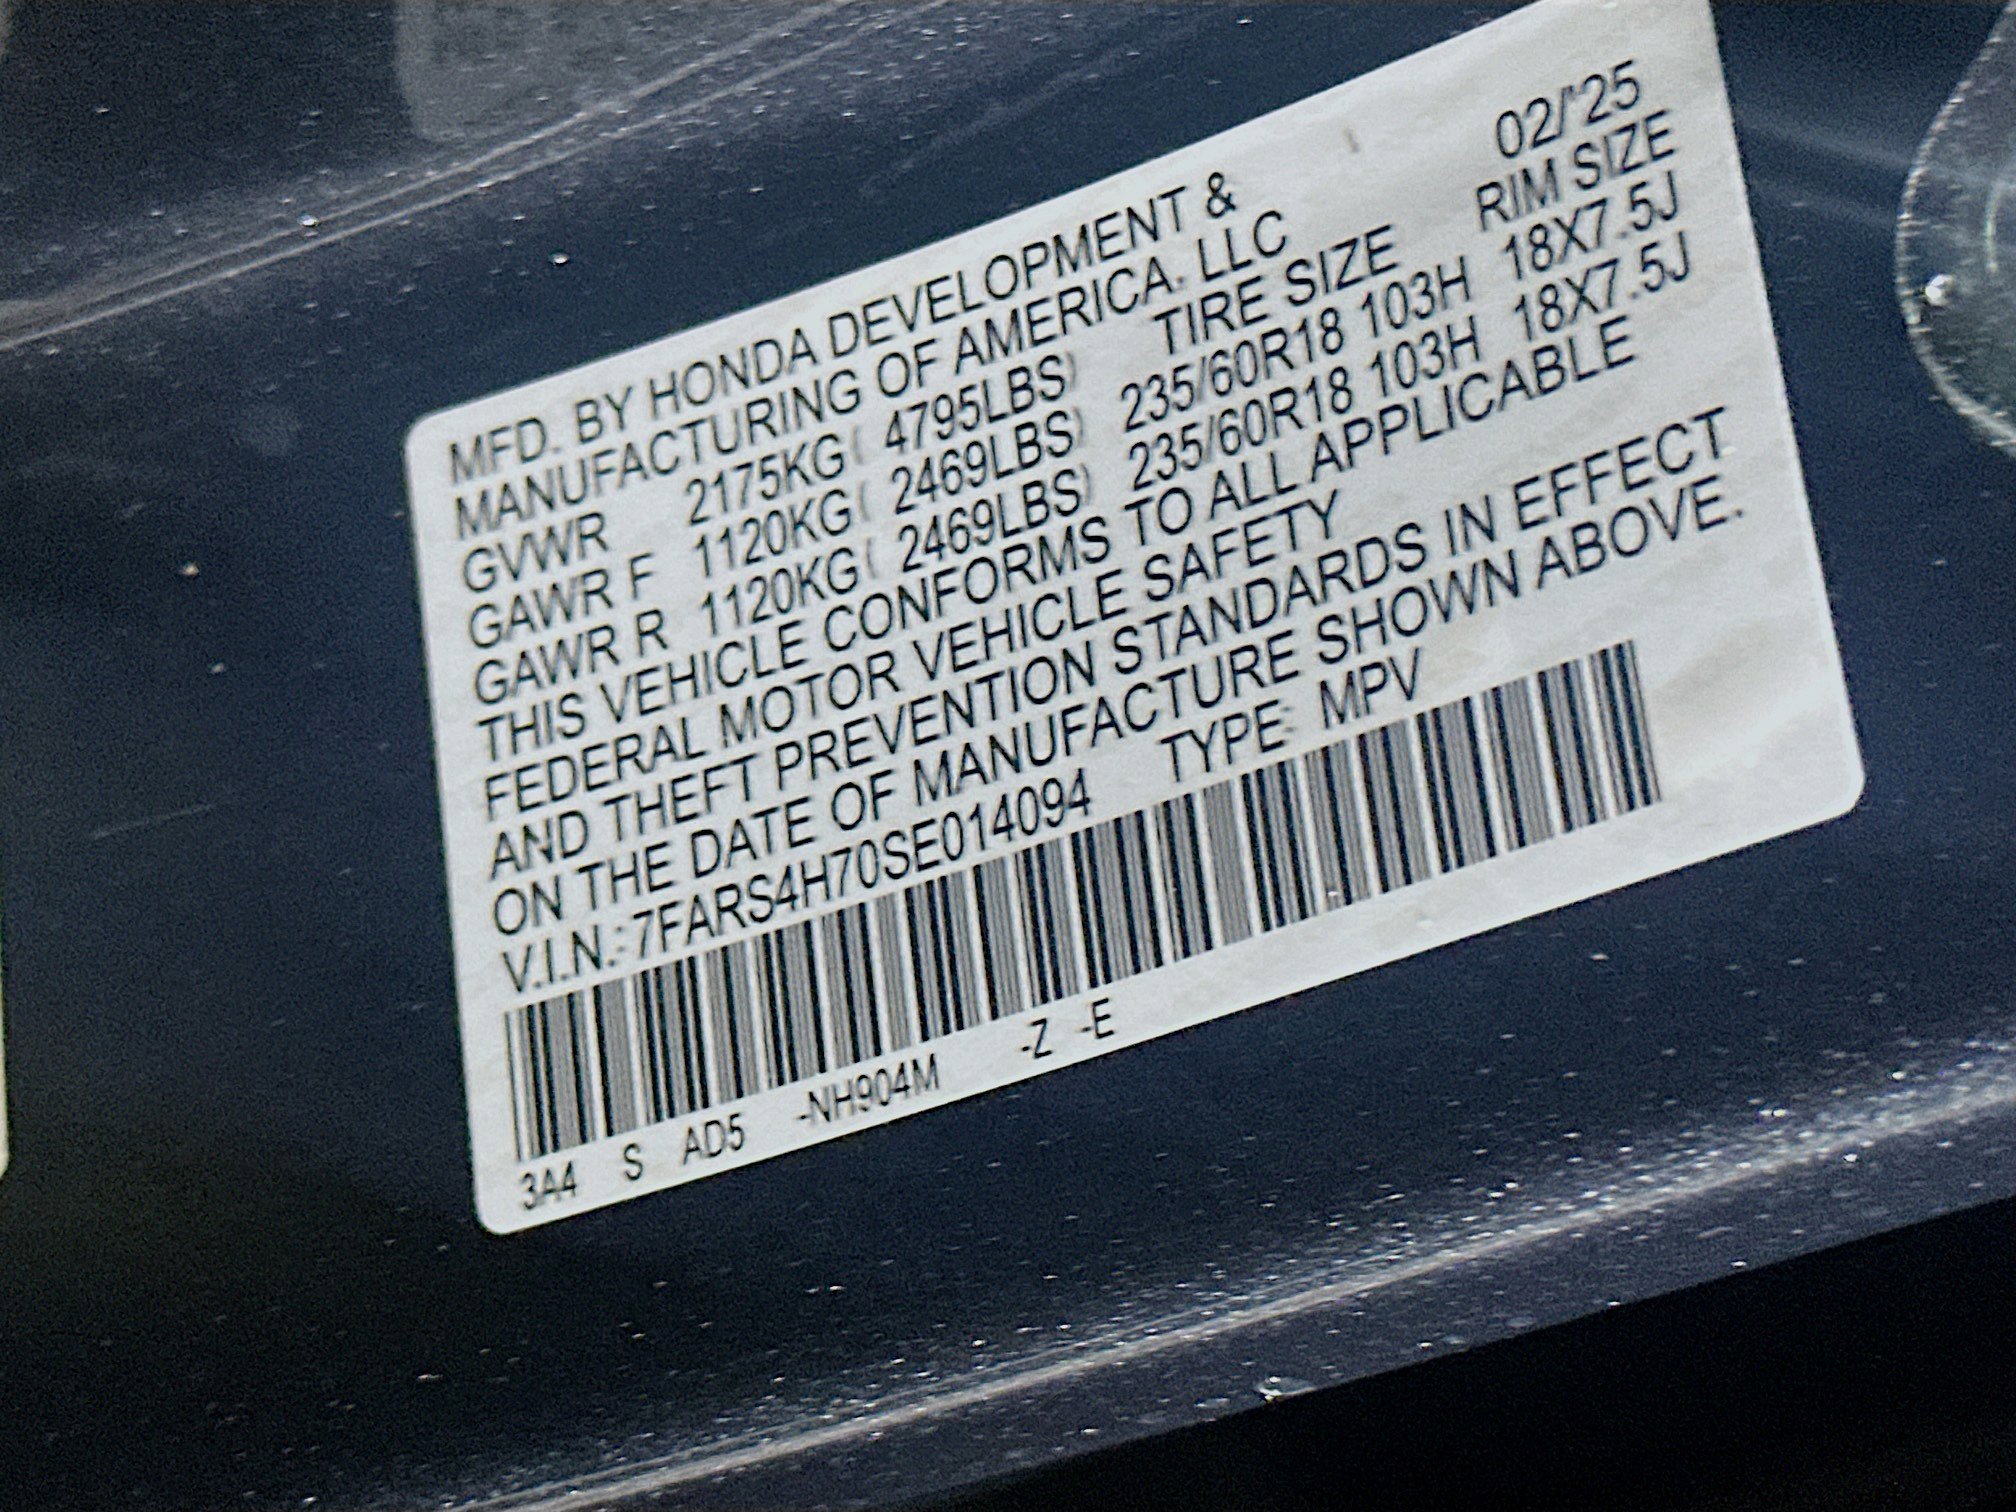 02/'25
MFD. BY HONDA DEVELOPMENT &
MANUFACTURING OF AMERICA, LLC
TIRE SIZE RIM SIZE
GVWR 2175KG( 4795LBS)
GAWR F 1120KG( 2469LBS) 235/60R18 103H 18X7.5J
GAWR R 1120KG( 2469LBS) 235/60R18 103H 18X7.5J
THIS VEHICLE CONFORMS TO ALL APPLICABLE
FEDERAL MOTOR VEHICLE SAFETY
AND THEFT PREVENTION STANDARDS IN EFFECT
ON THE DATE OF MANUFACTURE SHOWN ABOVE.
V.I.N.: 7FARS4H70SE014094 TYPE: MPV
3A4 S AD5 -NH904M -Z -E